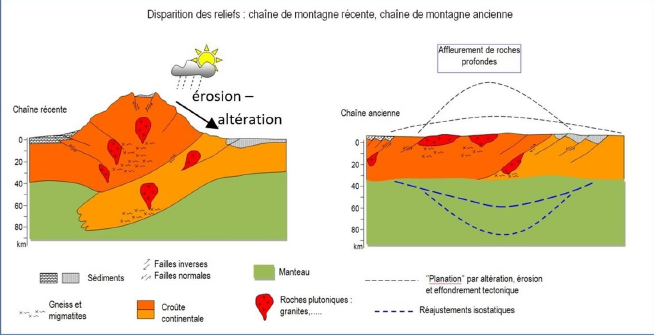 Disparition des reliefs : chaîne de montagne récente, chaîne de montagne ancienne
Affleurement de roches
profondes
érosion –
altération
Chaîne récente
Chaîne ancienne
0
20
40
60
80
km
0
20
40
60
80
km
Sédiments
Failles inverses
Failles normales
Manteau
"Planation" par altération, érosion
et effondrement tectonique
Gneiss et
migmatites
Croûte
continentale
Roches plutoniques :
granites,.....
Réajustements isostatiques